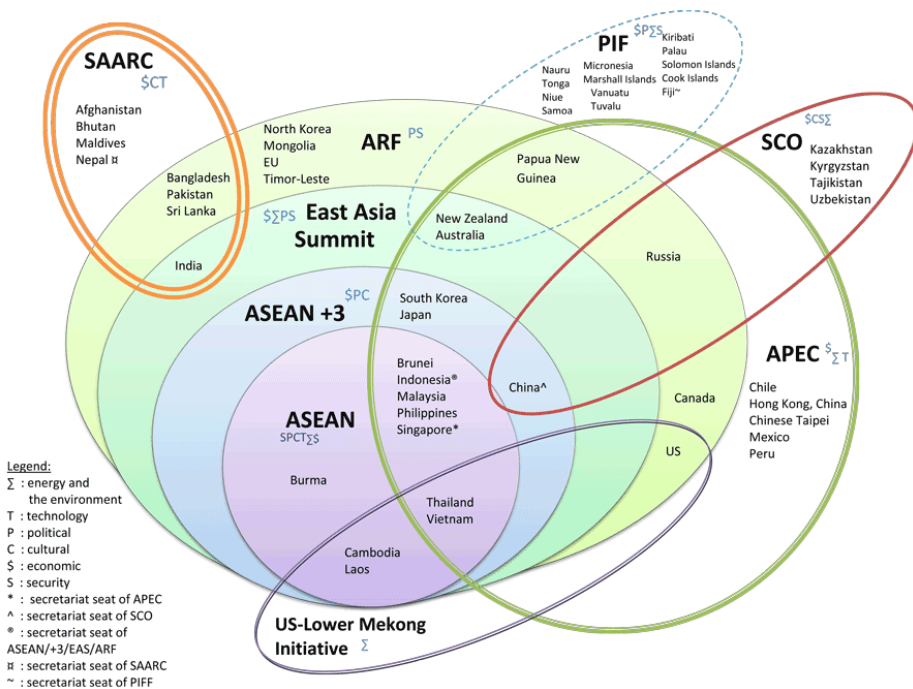 SAARC
$CT
Afghanistan
Bhutan
Maldives
Nepal ¤
Bangladesh
Pakistan
Sri Lanka
India
North Korea
Mongolia
EU
Timor-Leste
ARF PS
PIF $P∑S
Nauru
Tonga
Niue
Samoa
Micronesia
Marshall Islands
Vanuatu
Tuvalu
Kiribati
Palau
Solomon Islands
Cook Islands
Fiji~
Papua New
Guinea
SCO $CS∑
Kazakhstan
Kyrgyzstan
Tajikistan
Uzbekistan
$∑PS East Asia
Summit
New Zealand
Australia
Russia
ASEAN +3 $PC
South Korea
Japan
China^
Brunei
Indonesia®
Malaysia
Philippines
Singapore*
APEC $∑ T
Chile
Hong Kong, China
Chinese Taipei
Mexico
Peru
Canada
US
ASEAN
SPCT∑$
Burma
Thailand
Vietnam
Cambodia
Laos
US-Lower Mekong
Initiative ∑
Legend:
∑ : energy and
the environment
T : technology
P : political
C : cultural
$ : economic
S : security
* : secretariat seat of APEC
^ : secretariat seat of SCO
® : secretariat seat of
ASEAN/+3/EAS/ARF
¤ : secretariat seat of SAARC
~ : secretariat seat of PIFF